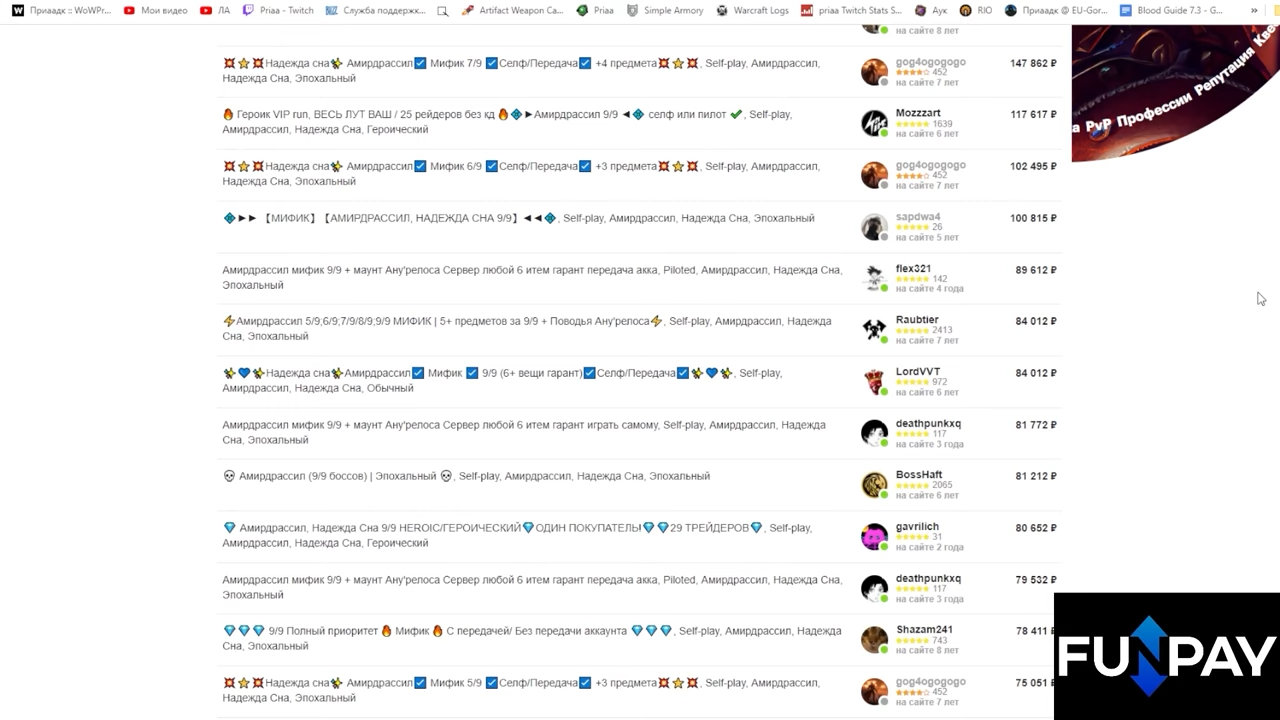 Приаадк :: WoWPr...
Мои видео
ЛА
Priaa - Twitch
Служба поддержк...
Artifact Weapon Ca...
Priaa
Simple Armory
Warcraft Logs
priaa Twitch Stats S...
Аук
RIO
Приаадк @ EU-Gor...
Blood Guide 7.3 - G...
»
на сайте 8 лет
💥⭐💥Надежда сна✨ Амирдрассил☑ Мифик 7/9 ☑Селф/Передача☑ +4 предмета💥⭐💥, Self-play, Амирдрассил,
Надежда Сна, Эпохальный
gog4ogogogo
452
на сайте 7 лет
147 862 ₽
🔥 Героик VIP run, ВЕСЬ ЛУТ ВАШ / 25 рейдеров без кд 🔥💠►Амирдрассил 9/9 ◄💠 селф или пилот ✔, Self-play,
Амирдрассил, Надежда Сна, Героический
Mozzzart
1639
на сайте 6 лет
117 617 ₽
💥⭐💥Надежда сна✨ Амирдрассил☑ Мифик 6/9 ☑Селф/Передача☑ +3 предмета💥⭐💥, Self-play, Амирдрассил,
Надежда Сна, Эпохальный
gog4ogogogo
452
на сайте 7 лет
102 495 ₽
💠►►【МИФИК】【АМИРДРАССИЛ, НАДЕЖДА СНА 9/9】◄◄💠, Self-play, Амирдрассил, Надежда Сна, Эпохальный
sapdwa4
26
на сайте 5 лет
100 815 ₽
Амирдрассил мифик 9/9 + маунт Ану'релоса Сервер любой 6 итем гарант передача акка, Piloted, Амирдрассил, Надежда Сна,
Эпохальный
flex321
142
на сайте 4 года
89 612 ₽
⚡Амирдрассил 5/9;6/9;7/9/8/9;9/9 МИФИК | 5+ предметов за 9/9 + Поводья Ану'релоса⚡, Self-play, Амирдрассил, Надежда
Сна, Эпохальный
Raubtier
2413
на сайте 7 лет
84 012 ₽
✨💙✨Надежда сна✨Амирдрассил☑ Мифик ☑ 9/9 (6+ вещи гарант)☑Селф/Передача☑✨💙✨, Self-play,
Амирдрассил, Надежда Сна, Обычный
LordVVT
972
на сайте 6 лет
84 012 ₽
Амирдрассил мифик 9/9 + маунт Ану'релоса Сервер любой 6 итем гарант играть самому, Self-play, Амирдрассил, Надежда
Сна, Эпохальный
deathpunkxq
117
на сайте 3 года
81 772 ₽
💀 Амирдрассил (9/9 боссов) | Эпохальный 💀, Self-play, Амирдрассил, Надежда Сна, Эпохальный
BossHaft
2065
на сайте 6 лет
81 212 ₽
💎 Амирдрассил, Надежда Сна 9/9 HEROIC/ГЕРОИЧЕСКИЙ💎ОДИН ПОКУПАТЕЛЬ!💎 💎29 ТРЕЙДЕРОВ💎, Self-play,
Амирдрассил, Надежда Сна, Героический
gavrilich
31
на сайте 2 года
80 652 ₽
Амирдрассил мифик 9/9 + маунт Ану'релоса Сервер любой 6 итем гарант передача акка, Piloted, Амирдрассил, Надежда Сна,
Эпохальный
deathpunkxq
117
на сайте 3 года
79 532 ₽
💎💎💎 9/9 Полный приоритет 🔥 Мифик 🔥 С передачей/ Без передачи аккаунта 💎💎💎, Self-play, Амирдрассил, Надежда
Сна, Эпохальный
Shazam241
743
на сайте 8 лет
78 411 ₽
💥⭐💥Надежда сна✨ Амирдрассил☑ Мифик 5/9 ☑Селф/Передача☑ +3 предмета💥⭐💥, Self-play, Амирдрассил,
Надежда Сна, Эпохальный
gog4ogogogo
452
на сайте 7 лет
75 051 ₽
PvP Профессии Репутация
FUNPAY